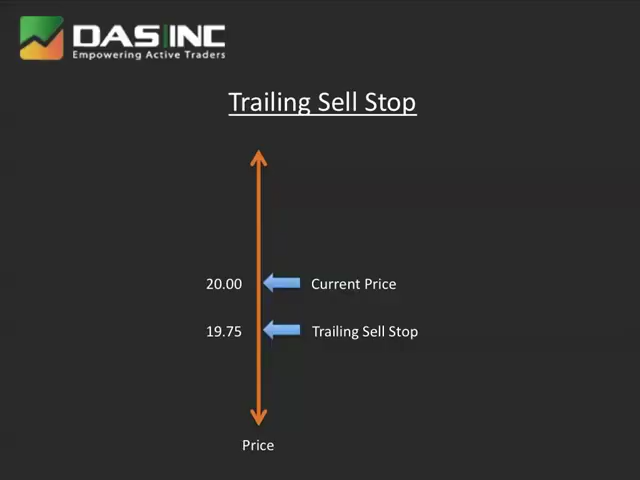 DAS|INC
Empowering Active Traders
Trailing Sell Stop
20.00 Current Price
19.75 Trailing Sell Stop
Price